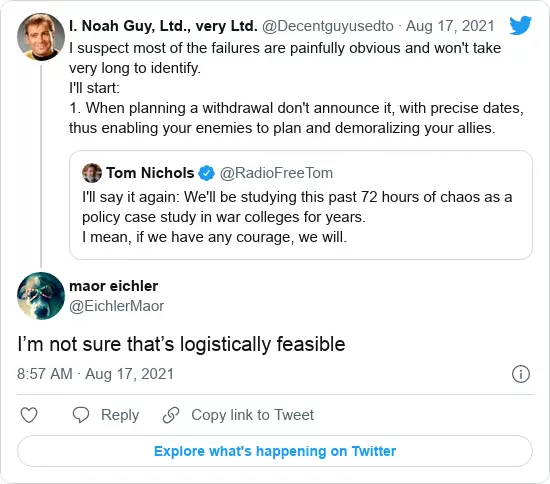 I. Noah Guy, Ltd., very Ltd. @Decentguyusedto · Aug 17, 2021
I suspect most of the failures are painfully obvious and won't take
very long to identify.
I'll start:
1. When planning a withdrawal don't announce it, with precise dates,
thus enabling your enemies to plan and demoralizing your allies.
Tom Nichols @RadioFreeTom
I'll say it again: We'll be studying this past 72 hours of chaos as a
policy case study in war colleges for years.
I mean, if we have any courage, we will.
maor eichler
@EichlerMaor
I’m not sure that’s logistically feasible
8:57 AM · Aug 17, 2021
Reply
Copy link to Tweet
Explore what's happening on Twitter